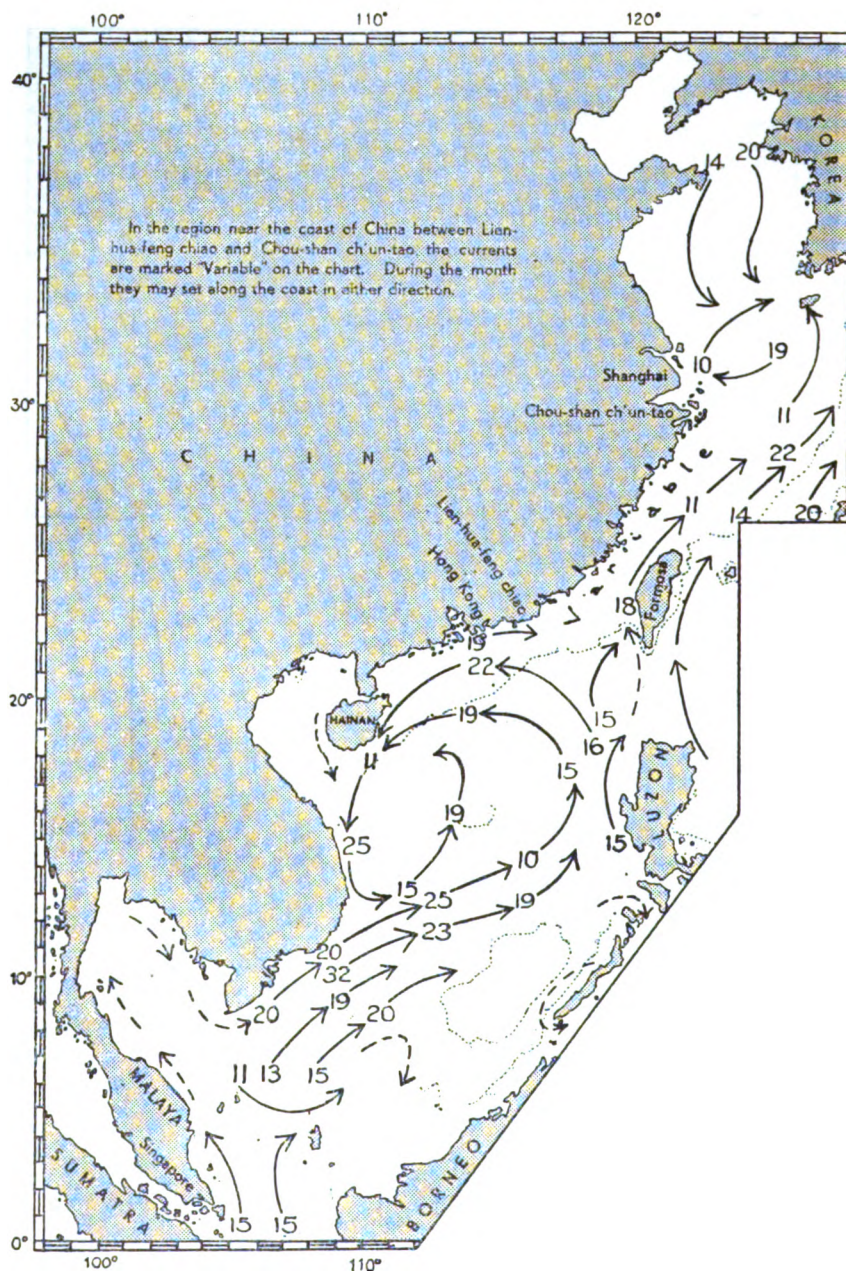 100° 110° 120°
40°
KOREA
14 20
In the region near the coast of China between Lien-
hua-feng chiao and Chou-shan ch'un-tao, the currents
are marked "Variable" on the chart. During the month
they may set along the coast in either direction.
10 19
Shanghai
30°
Chou-shan ch'un-tao
11
CHINA
22
Variable
11 14 20
Lien-hua-feng chiao
Hong Kong
18 Formosa
19
22
20°
HAINAN
19 15
16
11 15
LUZON
19
25 15
10
15 25
19
20 23
10°
32
19 20
20
11 13 15
MALAYA
Singapore
SUMATRA
BORNEO
15 15
0°
100° 110°